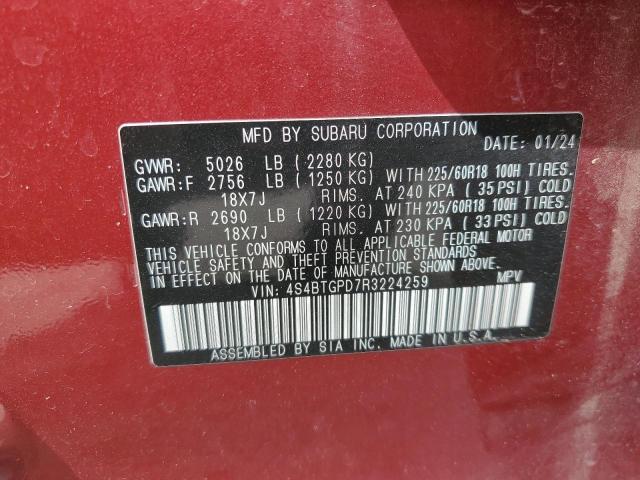 MFD BY SUBARU CORPORATION
DATE: 01/24
GVWR: 5026 LB (2280 KG)
GAWR:F 2756 LB (1250 KG) WITH 225/60R18 100H TIRES.
18X7J RIMS. AT 240 KPA (35 PSI) COLD
GAWR:R 2690 LB (1220 KG) WITH 225/60R18 100H TIRES.
18X7J RIMS. AT 230 KPA (33 PSI) COLD
THIS VEHICLE CONFORMS TO ALL APPLICABLE FEDERAL MOTOR
VEHICLE SAFETY AND THEFT PREVENTION STANDARDS
IN EFFECT ON THE DATE OF MANUFACTURE SHOWN ABOVE.
VIN: 4S4BTGPD7R3224259 MPV
ASSEMBLED BY SIA INC. MADE IN U.S.A.